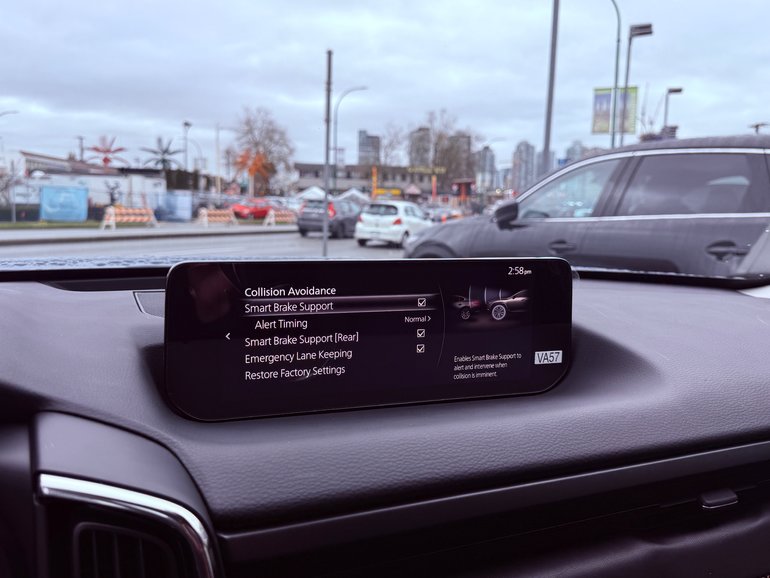 2:58pm
Collision Avoidance
Smart Brake Support
Alert Timing
Normal >
Smart Brake Support [Rear]
Emergency Lane Keeping
Restore Factory Settings
Enables Smart Brake Support to
alert and intervene when
collision is imminent.
VA57